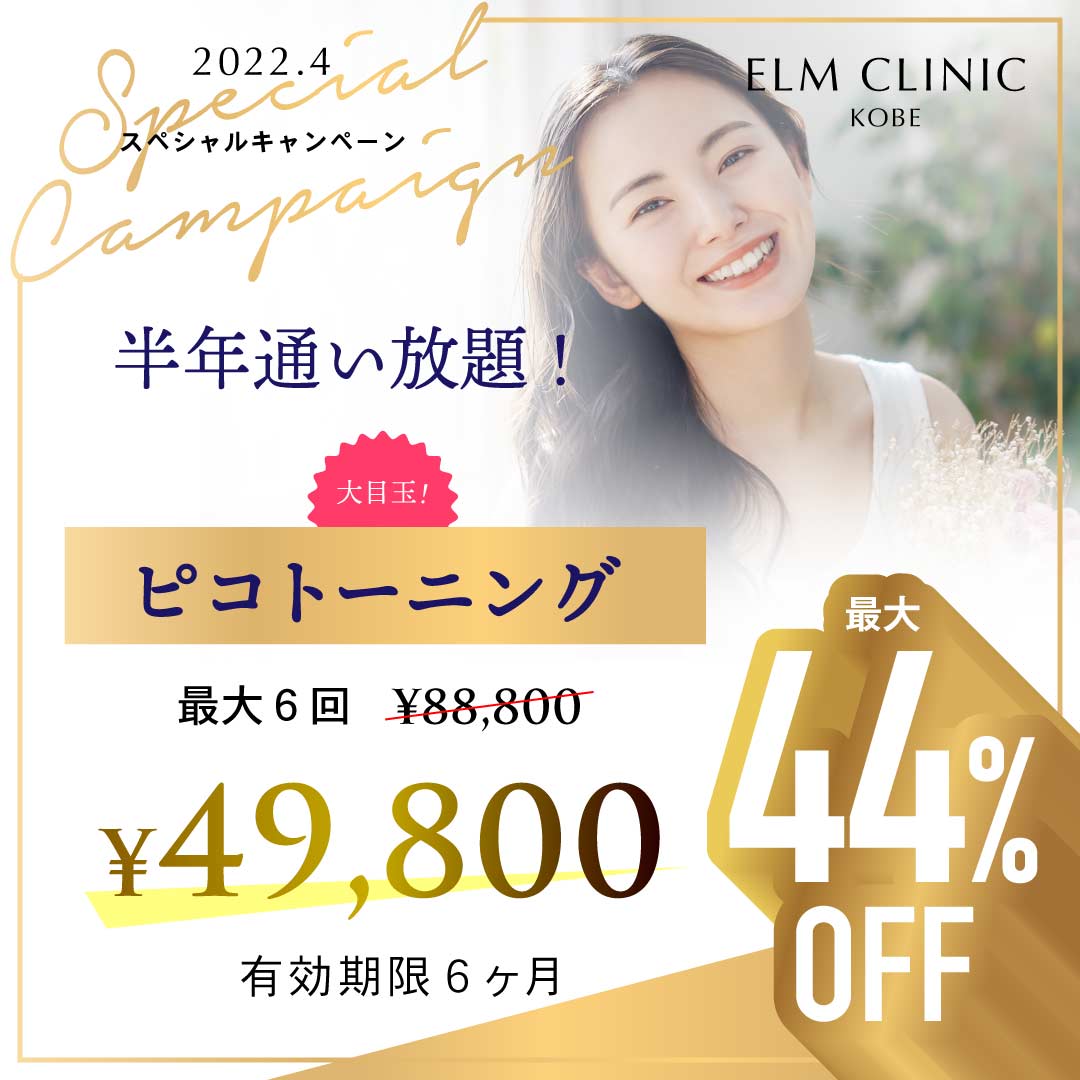 2022.4
Special
スペシャルキャンペーン
Campaign
ELM CLINIC
KOBE
半年通い放題！
大目玉！
ピコトーニング
最大6回 ¥88,800
¥49,800
有効期限6ヶ月
最大
44%
OFF